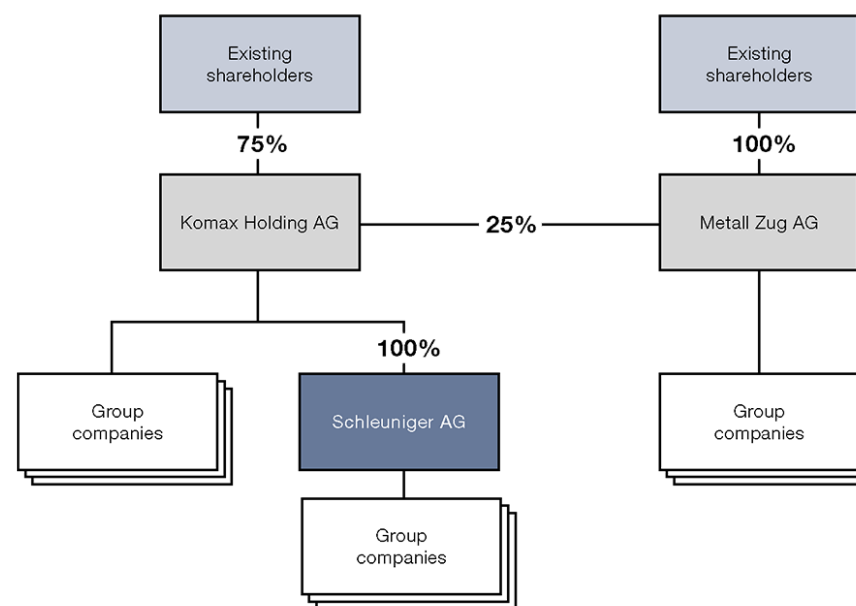 Existing
shareholders
Existing
shareholders
75%
100%
Komax Holding AG
25%
Metall Zug AG
100%
Group
companies
Schleuniger AG
Group
companies
Group
companies